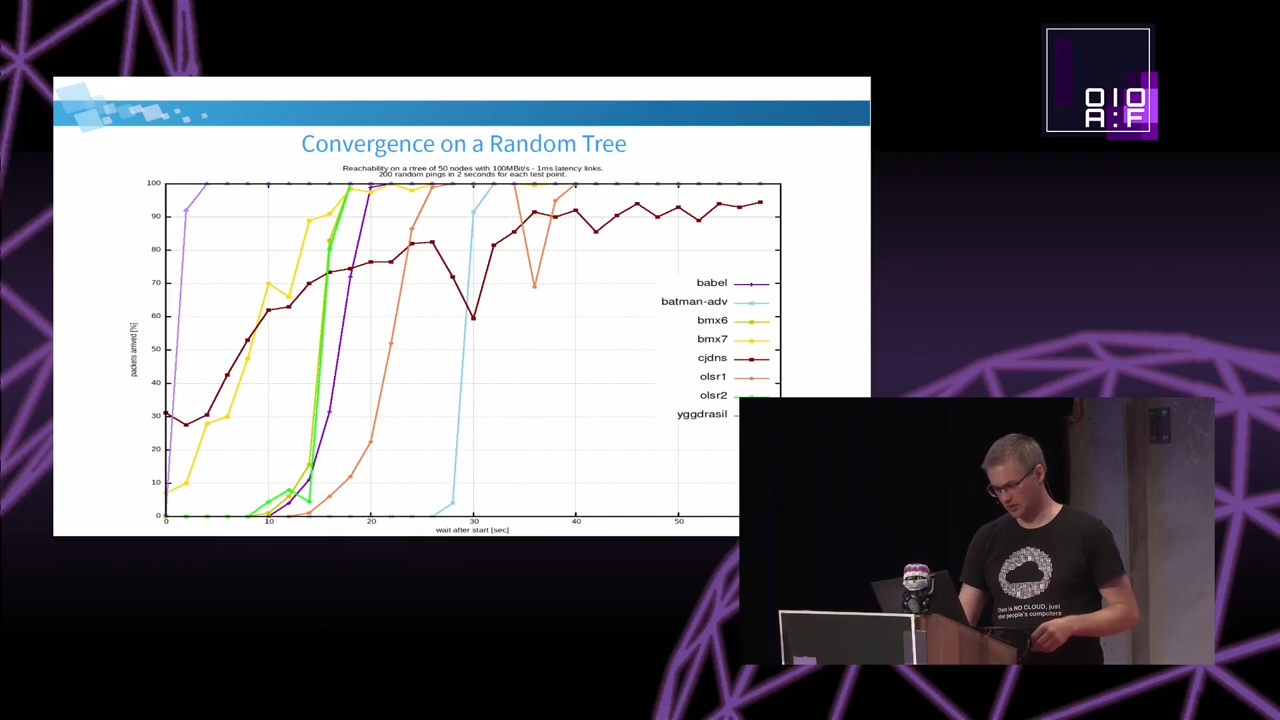 OIO
A:F
Convergence on a Random Tree
Reachability on a rtree of 50 nodes with 100MBit/s - 1ms latency links,
200 random pings in 2 seconds for each test point.
100
90
80
70
60
50
40
30
20
10
0
packets arrived [%]
0 10 20 30 40 50
wait after start [sec]
babel
batman-adv
bmx6
bmx7
cjdns
olsr1
olsr2
yggdrasil
There is NO CLOUD, just
other people's computers